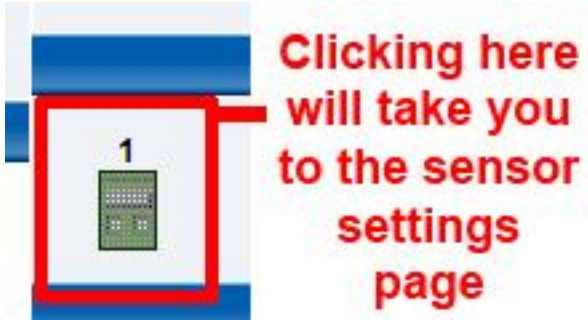 Clicking here
will take you
to the sensor
settings
page
1